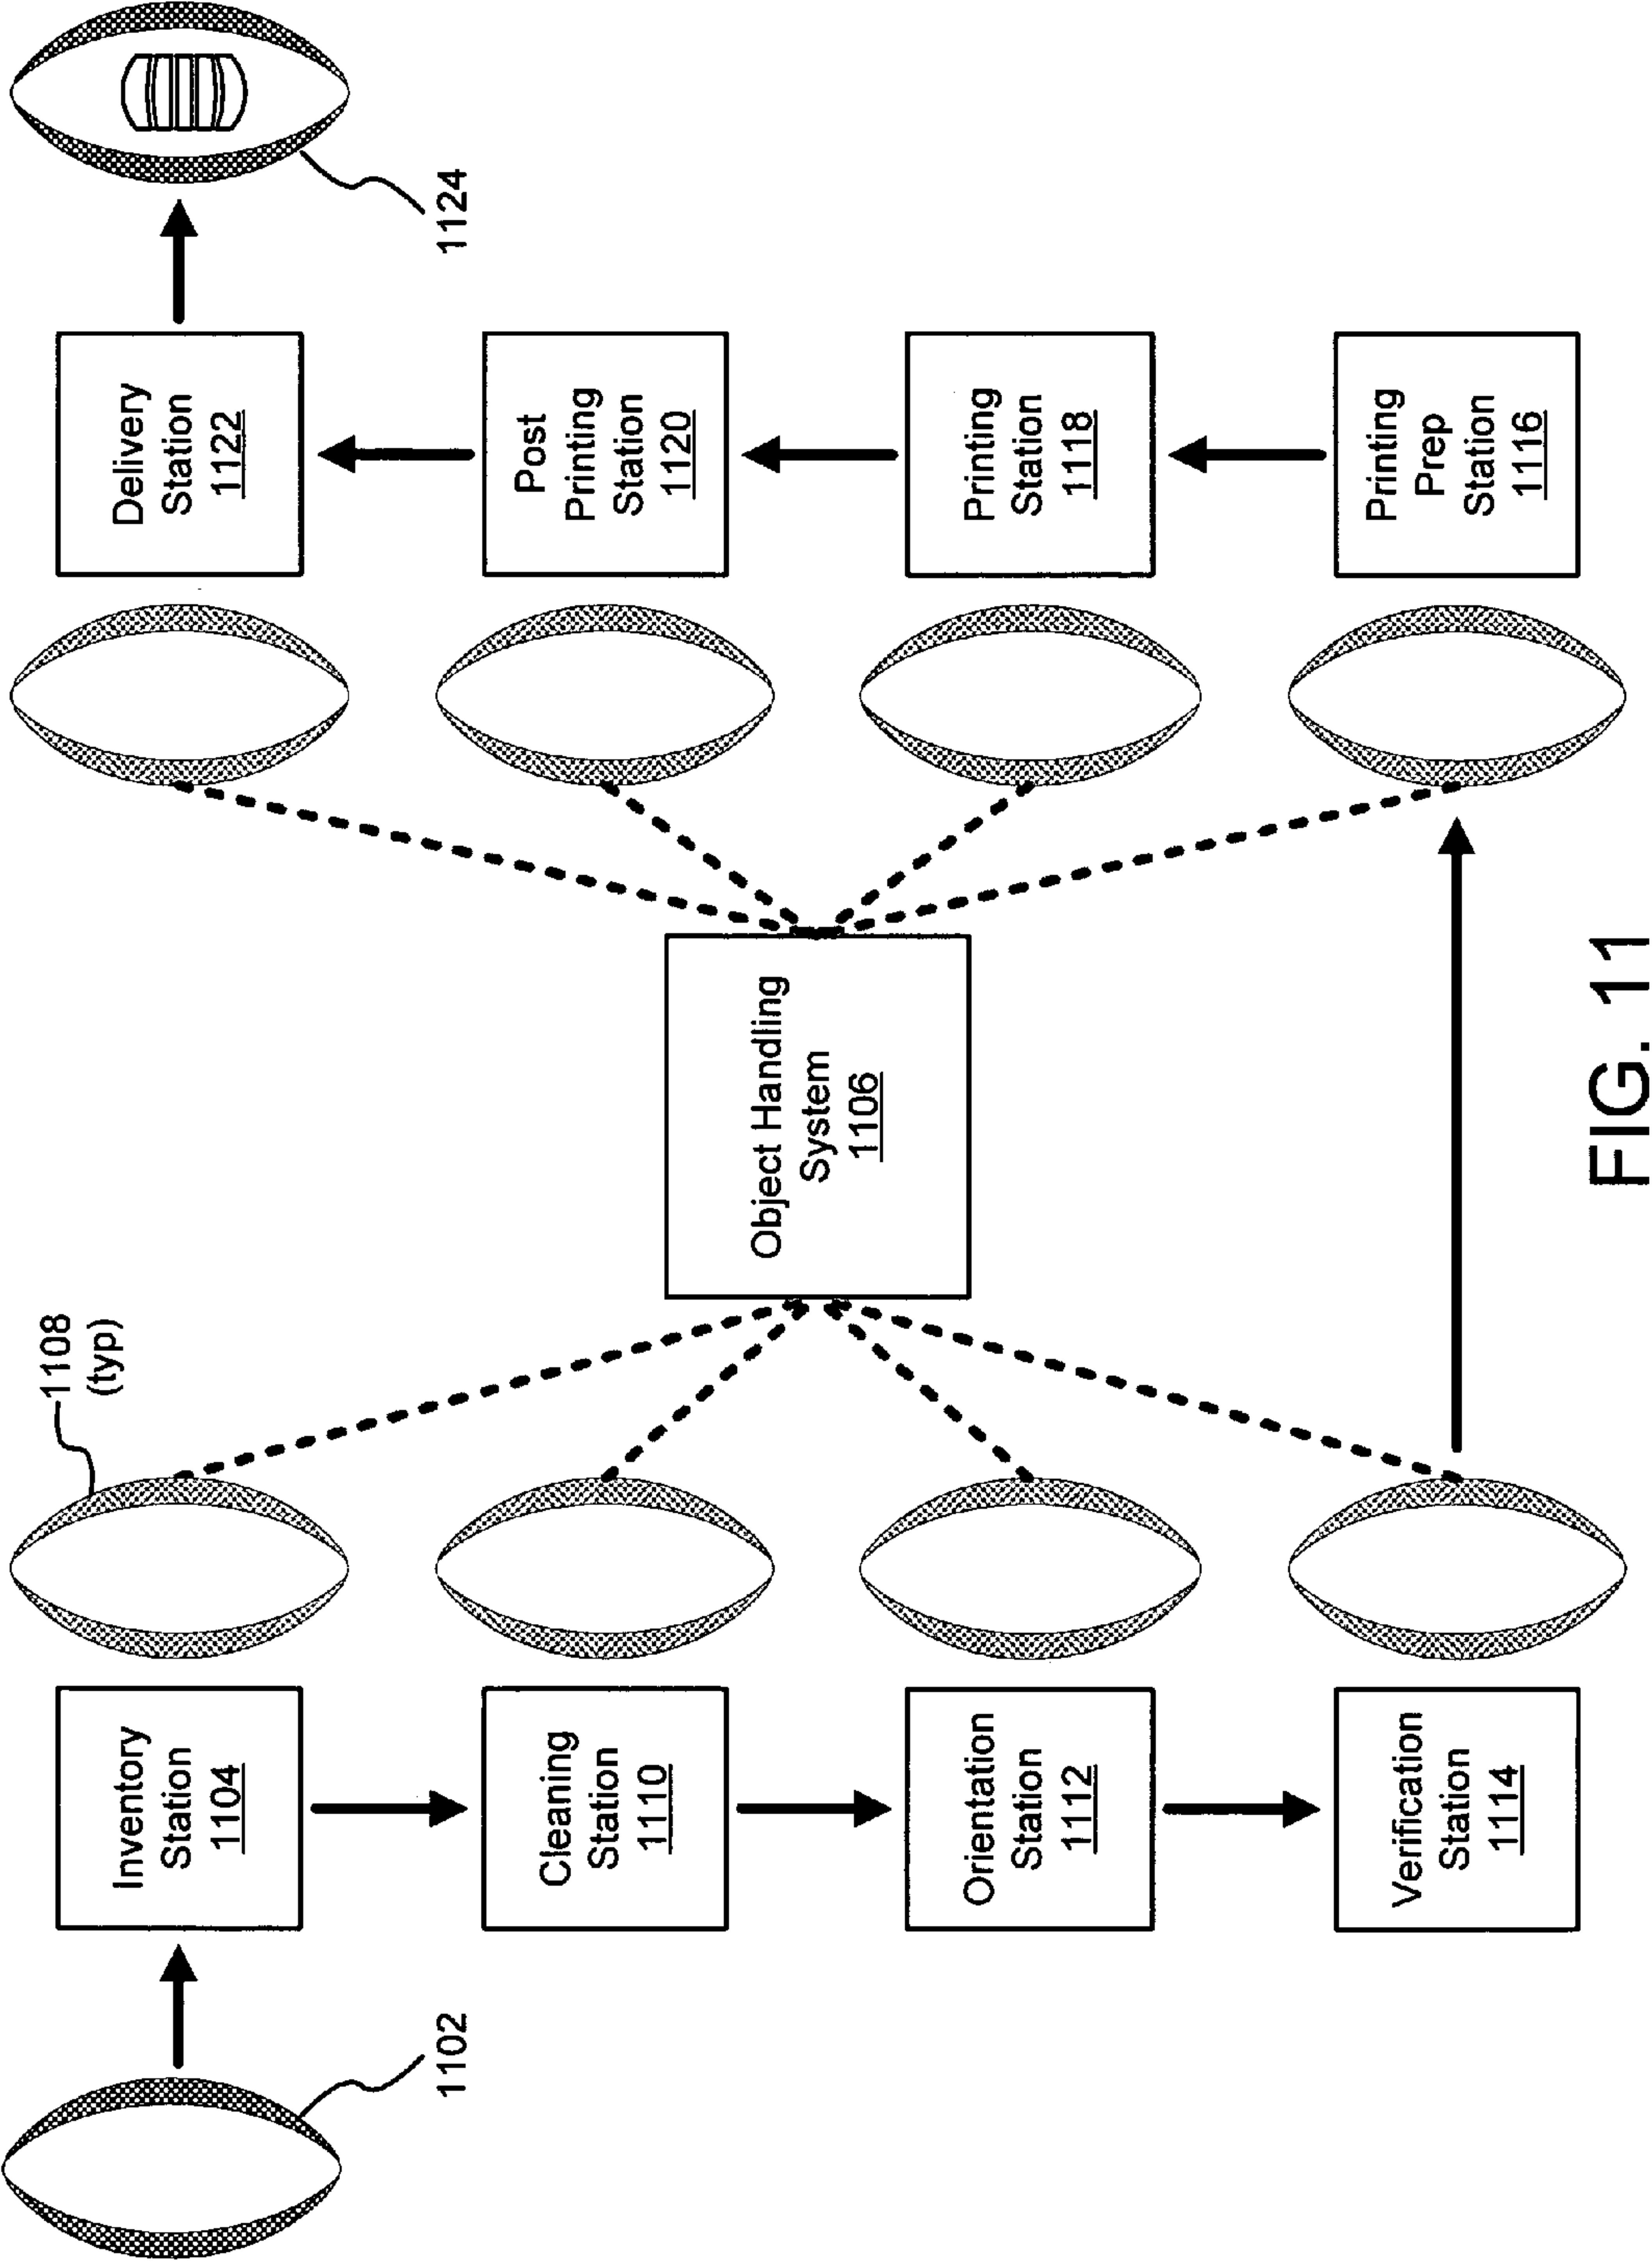 1102
Inventory
Station
1104
Cleaning
Station
1110
Orientation
Station
1112
Verification
Station
1114
1108
(typ)
Object Handling
System
1106
Delivery
Station
1122
Post
Printing
Station
1120
Printing
Station
1118
Printing
Prep
Station
1116
1124
FIG. 11